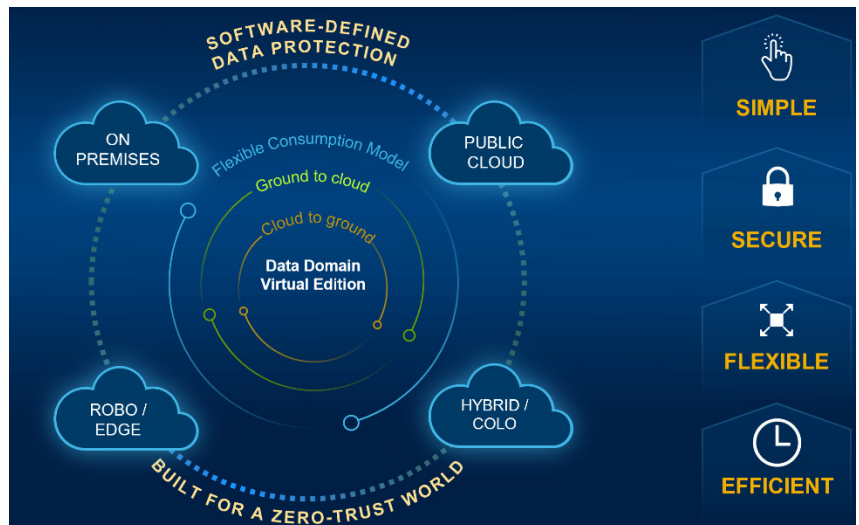 SOFTWARE-DEFINED
DATA PROTECTION
ON
PREMISES
PUBLIC
CLOUD
Flexible Consumption Model
Ground to cloud
Cloud to ground
Data Domain
Virtual Edition
ROBO /
EDGE
HYBRID /
COLO
BUILT FOR A ZERO-TRUST WORLD
SIMPLE
SECURE
FLEXIBLE
EFFICIENT